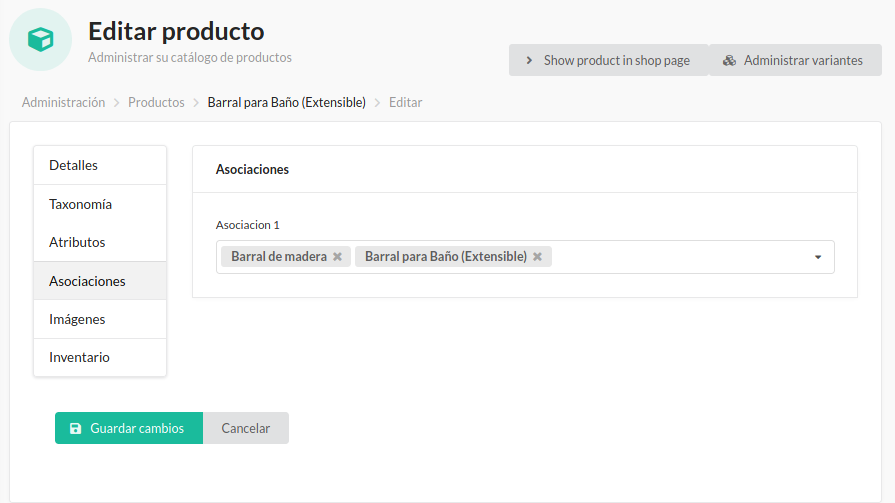 Editar producto
Administrar su catálogo de productos
Show product in shop page
Administrar variantes
Administración
Productos
Barral para Baño (Extensible)
Editar
Detalles
Taxonomía
Atributos
Asociaciones
Imágenes
Inventario
Asociaciones
Asociacion 1
Barral de madera
Barral para Baño (Extensible)
Guardar cambios
Cancelar